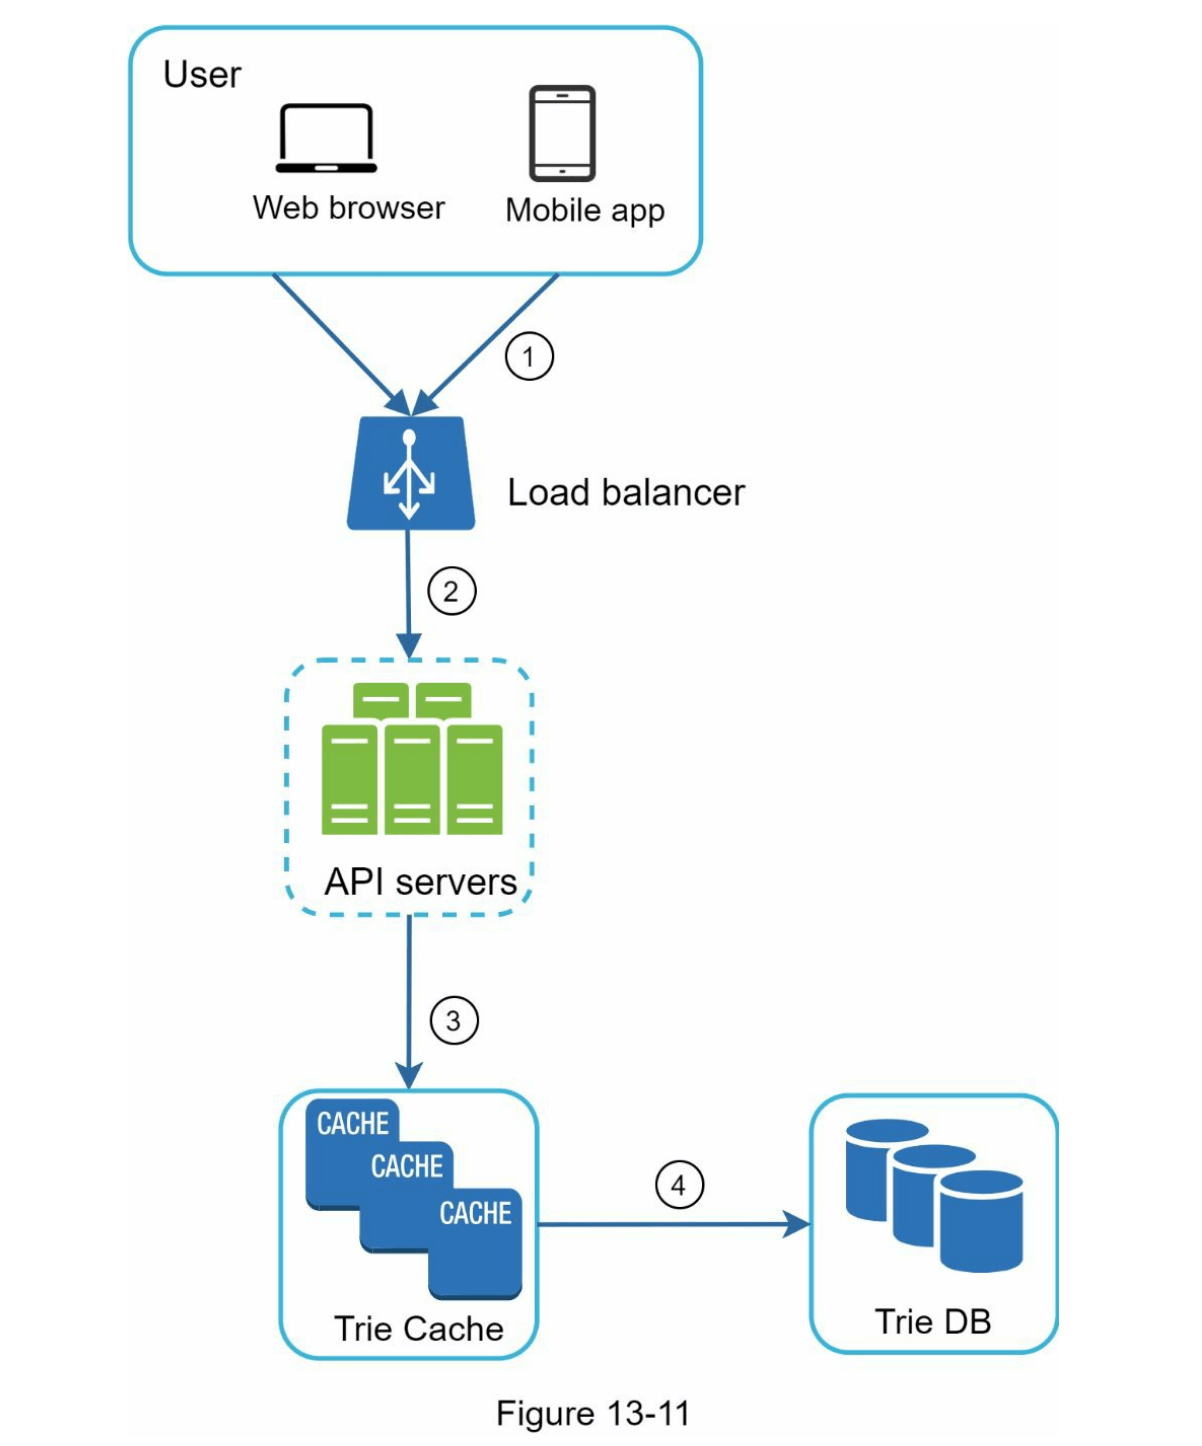 User
Web browser
Mobile app
1
Load balancer
2
API servers
3
CACHE
CACHE
CACHE
Trie Cache
4
Trie DB
Figure 13-11